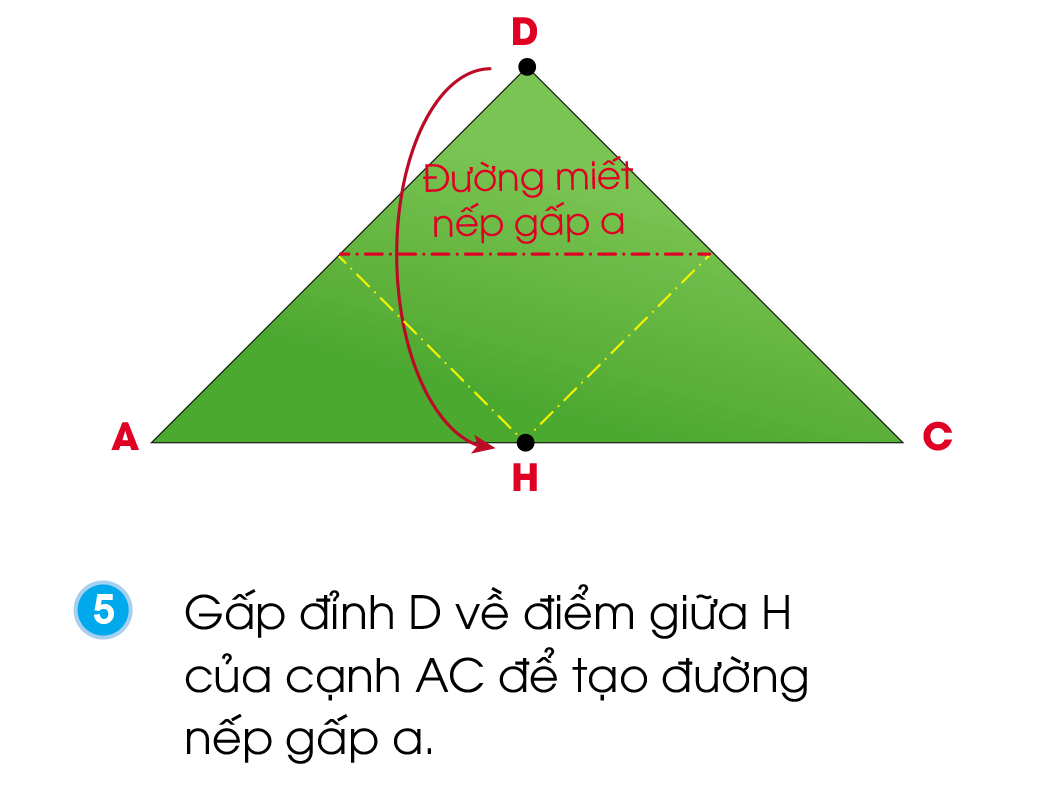 D
Đường miết
nếp gấp a
A
C
H
5
Gấp đỉnh D về điểm giữa H
của cạnh AC để tạo đường
nếp gấp a.